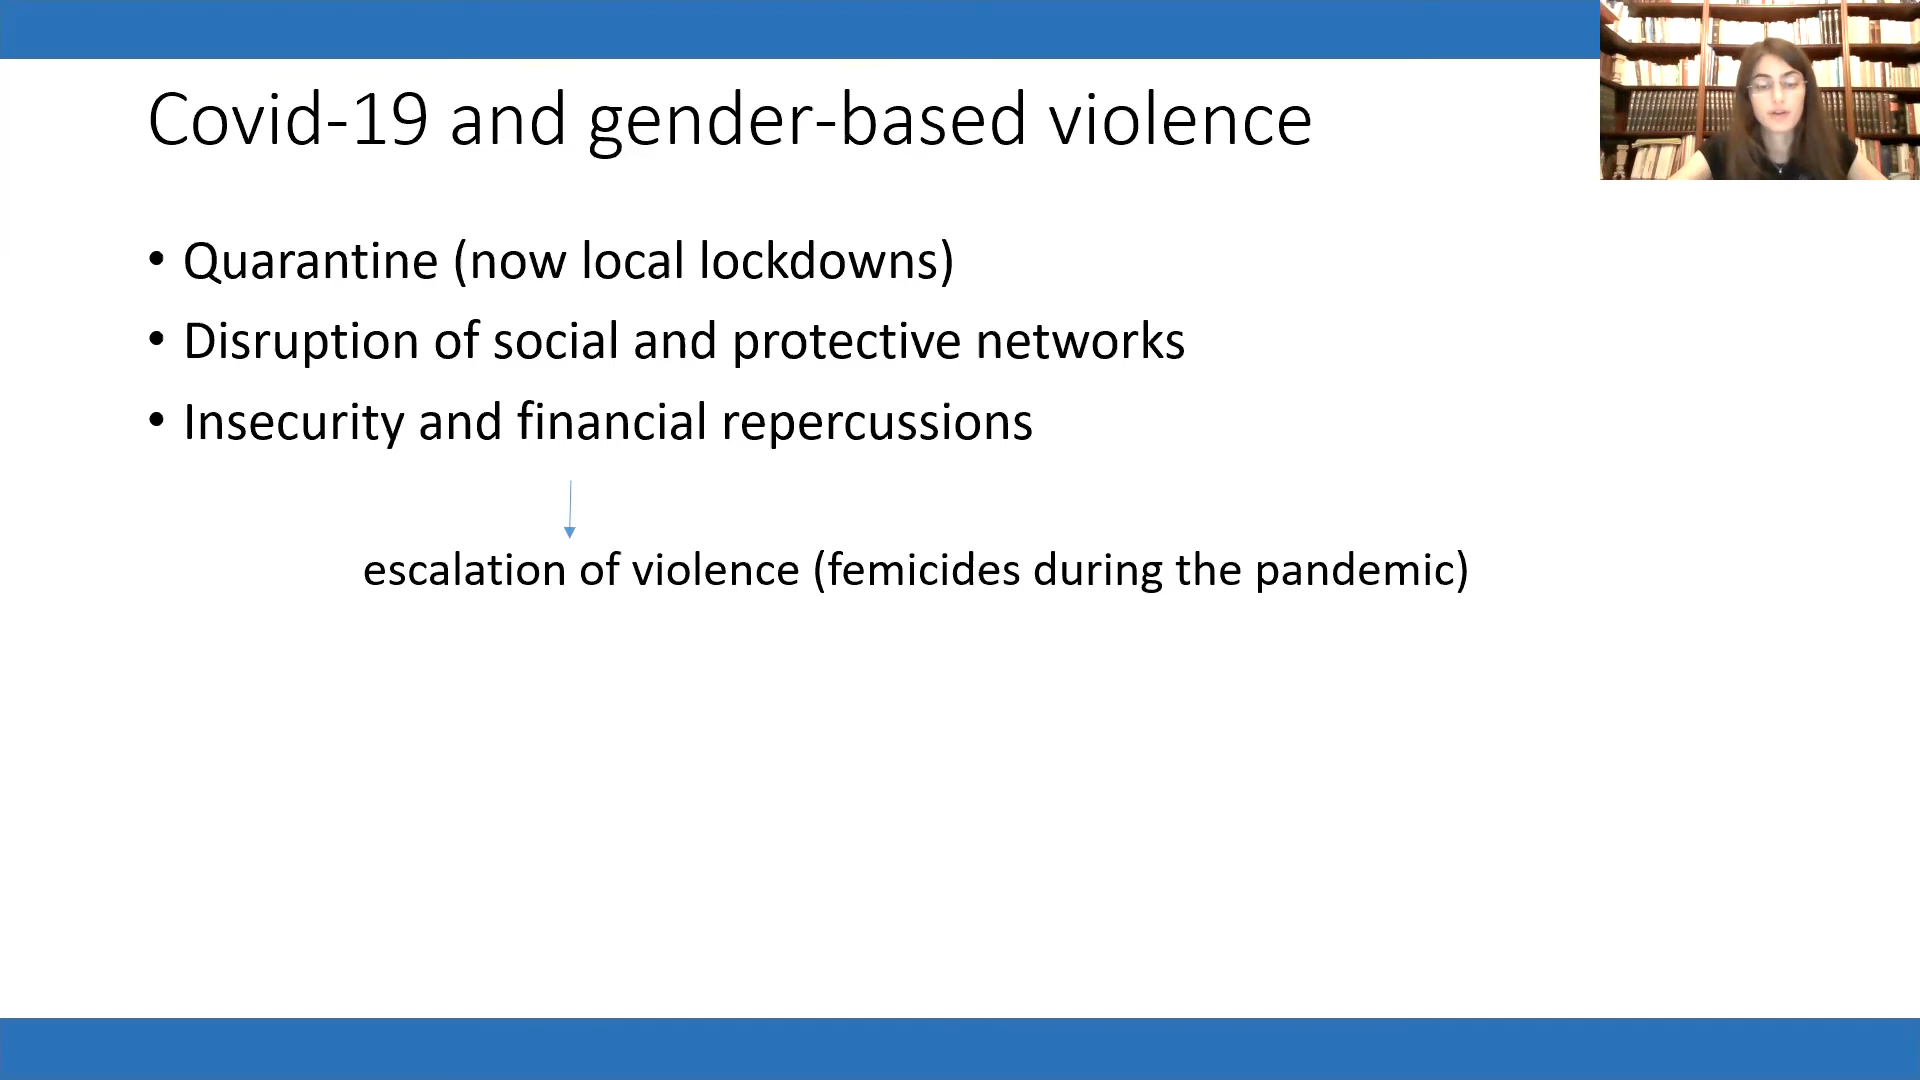 Covid-19 and gender-based violence
• Quarantine (now local lockdowns)
• Disruption of social and protective networks
• Insecurity and financial repercussions
escalation of violence (femicides during the pandemic)